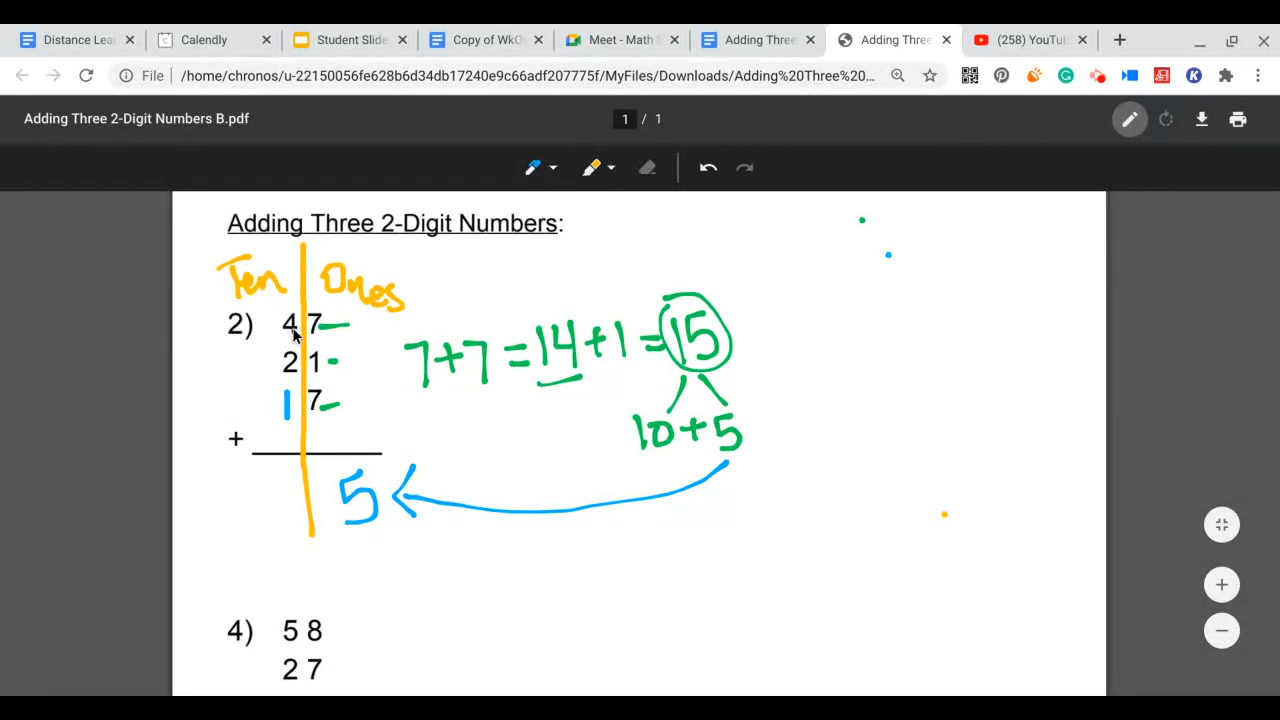 Distance Lea
Calendly
Student Slide
Copy of WkO
Meet - Math
Adding Three
Adding Three
(258) YouTu
File
/home/chronos/u-22150056fe628b6d34db17240e9c66adf207775f/MyFiles/Downloads/Adding%20Three%20...
Adding Three 2-Digit Numbers B.pdf
1 / 1
Adding Three 2-Digit Numbers:
Ten Ones
2) 4 7
2 1
1 7
+
5
7+7=14+1=15
10+5
4) 5 8
2 7